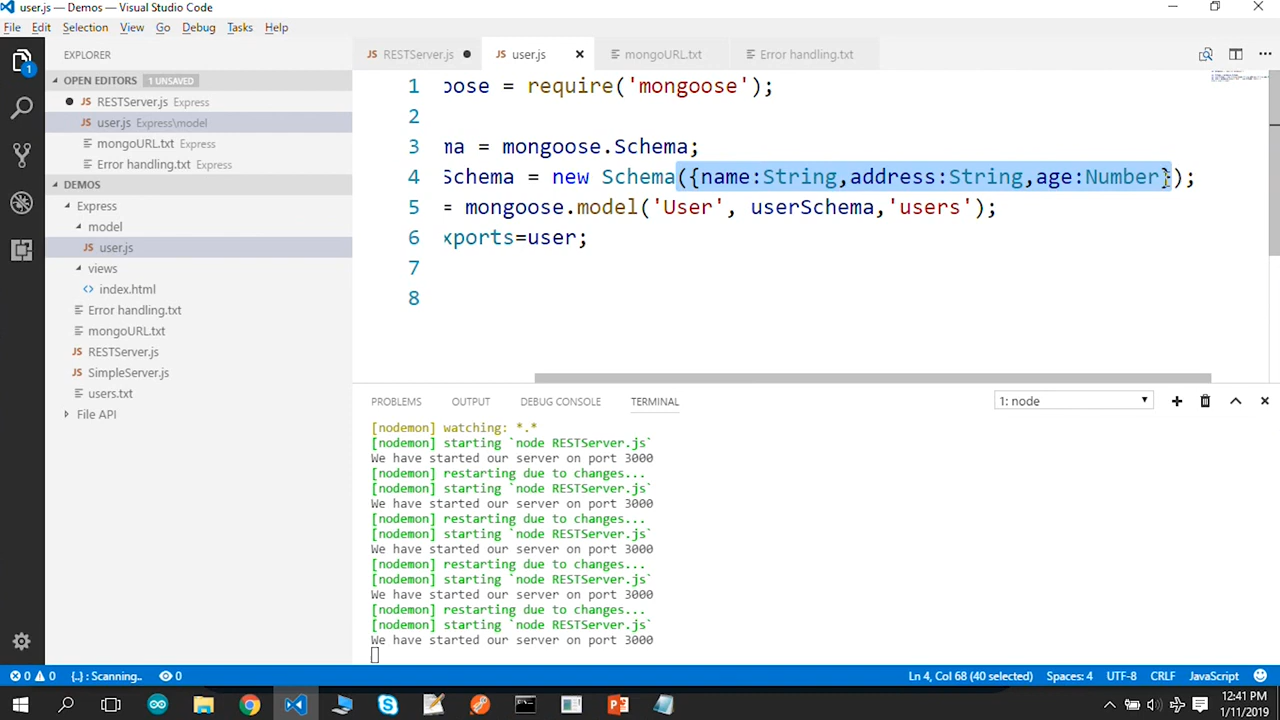 user.js — Demos — Visual Studio Code
File Edit Selection View Go Debug Tasks Help
EXPLORER
RESTServer.js
user.js
mongoURL.txt
Error handling.txt
1
OPEN EDITORS 1 UNSAVED
RESTServer.js Express
user.js Express\model
mongoURL.txt Express
Error handling.txt Express
DEMOS
Express
model
user.js
views
index.html
Error handling.txt
mongoURL.txt
RESTServer.js
SimpleServer.js
users.txt
File API
1 oose = require('mongoose');
2
3 ma = mongoose.Schema;
4 Schema = new Schema({name:String,address:String,age:Number});
5 = mongoose.model('User', userSchema,'users');
6 xports=user;
7
8
PROBLEMS OUTPUT DEBUG CONSOLE TERMINAL 1: node
[nodemon] watching: *.*
[nodemon] starting `node RESTServer.js`
We have started our server on port 3000
[nodemon] restarting due to changes...
[nodemon] starting `node RESTServer.js`
We have started our server on port 3000
[nodemon] restarting due to changes...
[nodemon] starting `node RESTServer.js`
We have started our server on port 3000
[nodemon] restarting due to changes...
[nodemon] starting `node RESTServer.js`
We have started our server on port 3000
[nodemon] restarting due to changes...
[nodemon] starting `node RESTServer.js`
We have started our server on port 3000
0 0 {..} : Scanning.. 0 Ln 4, Col 68 (40 selected) Spaces: 4 UTF-8 CRLF JavaScript
12:41 PM
1/11/2019